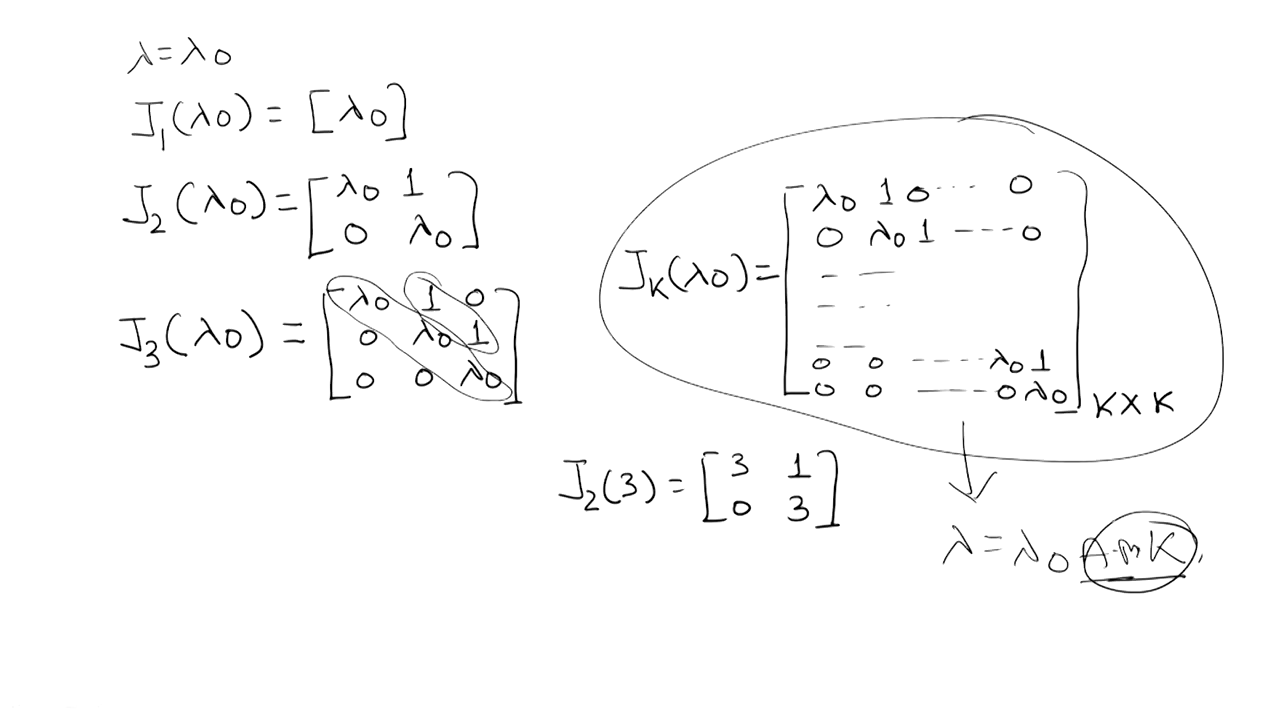 λ=λ0
J1(λ0) = [λ0]
J2(λ0) = [λ0 1
0 λ0]
J3(λ0) = [λ0 1 0
0 λ0 1
0 0 λ0]
JK(λ0) = [λ0 1 0 ... 0
0 λ0 1 ---- 0
- --
- - -
- -
0 0 ---- λ0 1
0 0 ---- 0 λ0] K×K
J2(3) = [3 1
0 3]
λ=λ0 A·m K.